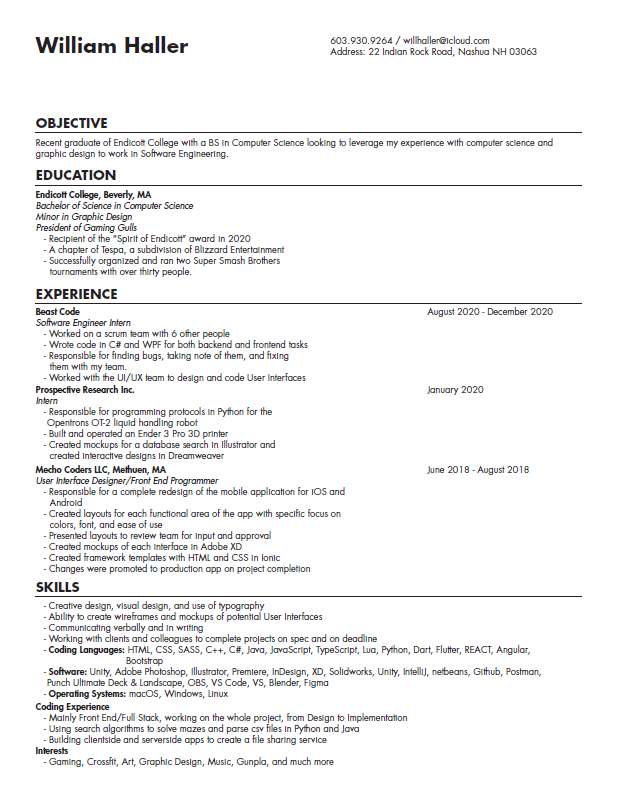 William Haller
603.930.9264 / willhaller@icloud.com
Address: 22 Indian Rock Road, Nashua NH 03063
OBJECTIVE
Recent graduate of Endicott College with a BS in Computer Science looking to leverage my experience with computer science and
graphic design to work in Software Engineering.
EDUCATION
Endicott College, Beverly, MA
Bachelor of Science in Computer Science
Minor in Graphic Design
President of Gaming Gulls
- Recipient of the “Spirit of Endicott” award in 2020
- A chapter of Tespa, a subdivision of Blizzard Entertainment
- Successfully organized and ran two Super Smash Brothers
tournaments with over thirty people.
EXPERIENCE
Beast Code August 2020 - December 2020
Software Engineer Intern
- Worked on a scrum team with 6 other people
- Wrote code in C# and WPF for both backend and frontend tasks
- Responsible for finding bugs, taking note of them, and fixing
them with my team.
- Worked with the UI/UX team to design and code User Interfaces
Prospective Research Inc. January 2020
Intern
- Responsible for programming protocols in Python for the
Opentrons OT-2 liquid handling robot
- Built and operated an Ender 3 Pro 3D printer
- Created mockups for a database search in Illustrator and
created interactive designs in Dreamweaver
Mecho Coders LLC, Methuen, MA June 2018 - August 2018
User Interface Designer/Front End Programmer
- Responsible for a complete redesign of the mobile application for iOS and
Android
- Created layouts for each functional area of the app with specific focus on
colors, font, and ease of use
- Presented layouts to review team for input and approval
- Created mockups of each interface in Adobe XD
- Created framework templates with HTML and CSS in Ionic
- Changes were promoted to production app on project completion
SKILLS
- Creative design, visual design, and use of typography
- Ability to create wireframes and mockups of potential User Interfaces
- Communicating verbally and in writing
- Working with clients and colleagues to complete projects on spec and on deadline
- Coding Languages: HTML, CSS, SASS, C++, C#, Java, JavaScript, TypeScript, Lua, Python, Dart, Flutter, REACT, Angular,
Bootstrap
- Software: Unity, Adobe Photoshop, Illustrator, Premiere, InDesign, XD, Solidworks, Unity, IntelliJ, netbeans, Github, Postman,
Punch Ultimate Deck & Landscape, OBS, VS Code, VS, Blender, Figma
- Operating Systems: macOS, Windows, Linux
Coding Experience
- Mainly Front End/Full Stack, working on the whole project, from Design to Implementation
- Using search algorithms to solve mazes and parse csv files in Python and Java
- Building clientside and serverside apps to create a file sharing service
Interests
- Gaming, Crossfit, Art, Graphic Design, Music, Gunpla, and much more